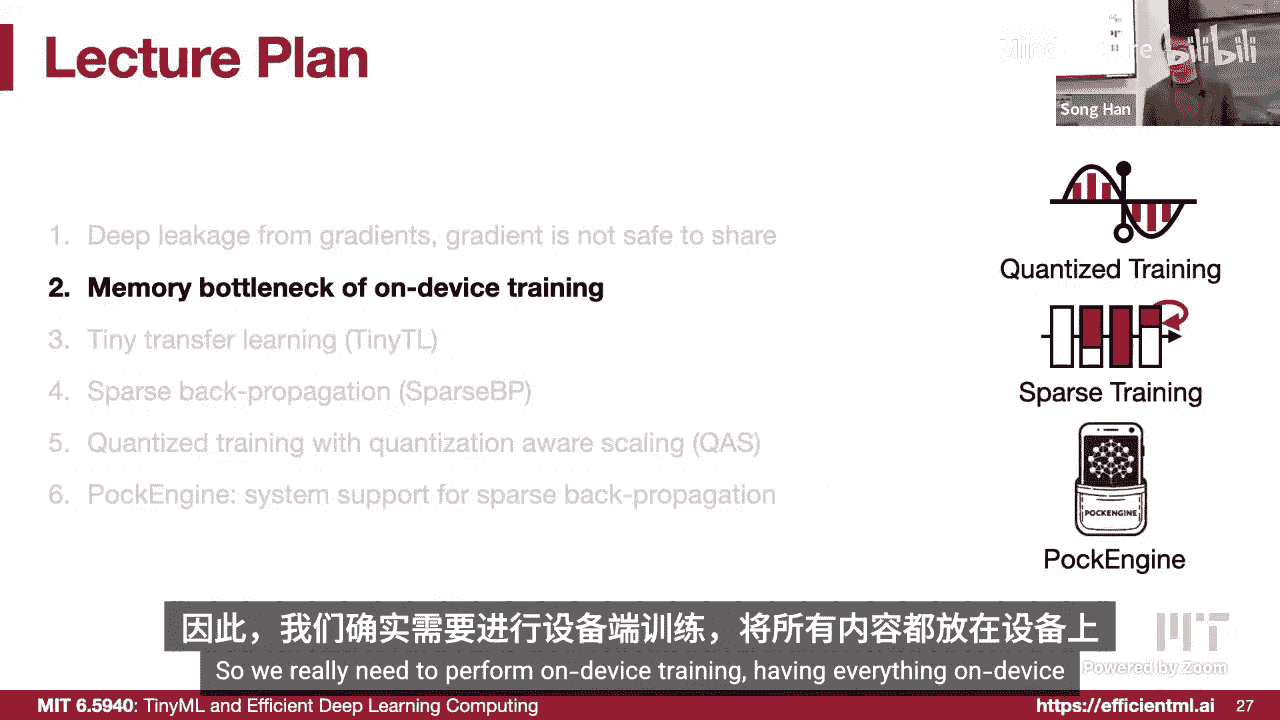 Lecture Plan
bilibili
Song Han
1. Deep leakage from gradients, gradient is not safe to share
2. Memory bottleneck of on-device training
3. Tiny transfer learning (TinyTL)
4. Sparse back-propagation (SparseBP)
5. Quantized training with quantization aware scaling (QAS)
6. PockEngine: system support for sparse back-propagation
Quantized Training
Sparse Training
POCKENGINE
PockEngine
因此，我们确实需要进行设备端训练，将所有内容都放在设备上
So we really need to perform on-device training, having everything on-device
MIT
Powered by Zoom
MIT 6.5940: TinyML and Efficient Deep Learning Computing
https://efficientml.ai
27